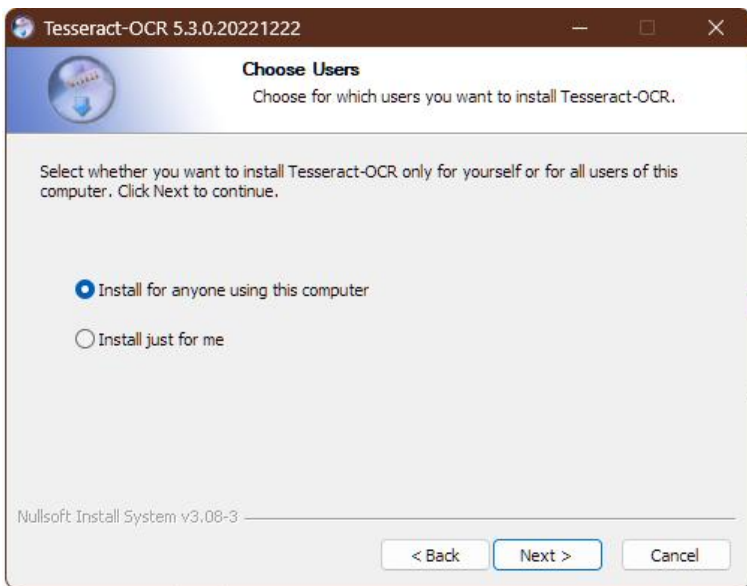 Tesseract-OCR 5.3.0.20221222
Choose Users
Choose for which users you want to install Tesseract-OCR.
Select whether you want to install Tesseract-OCR only for yourself or for all users of this
computer. Click Next to continue.
Install for anyone using this computer
Install just for me
Nullsoft Install System v3.08-3
< Back Next > Cancel